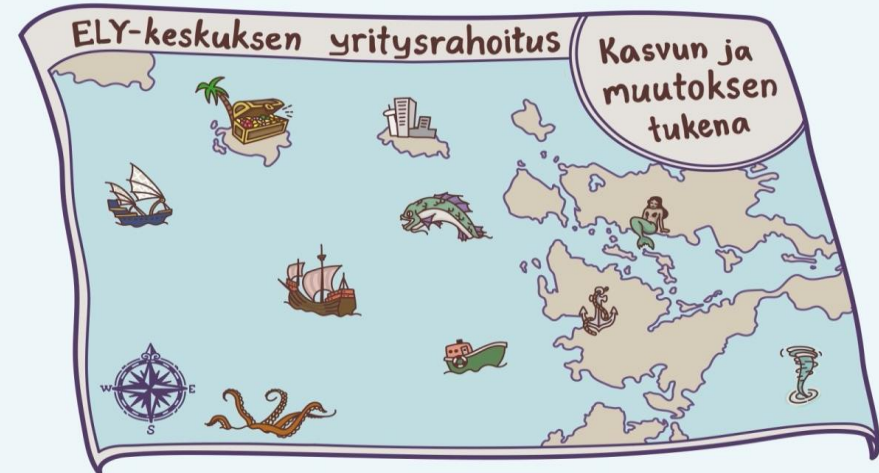 ELY-keskuksen yritysrahoitus
Kasvun ja
muutoksen
tukena
W
E
S